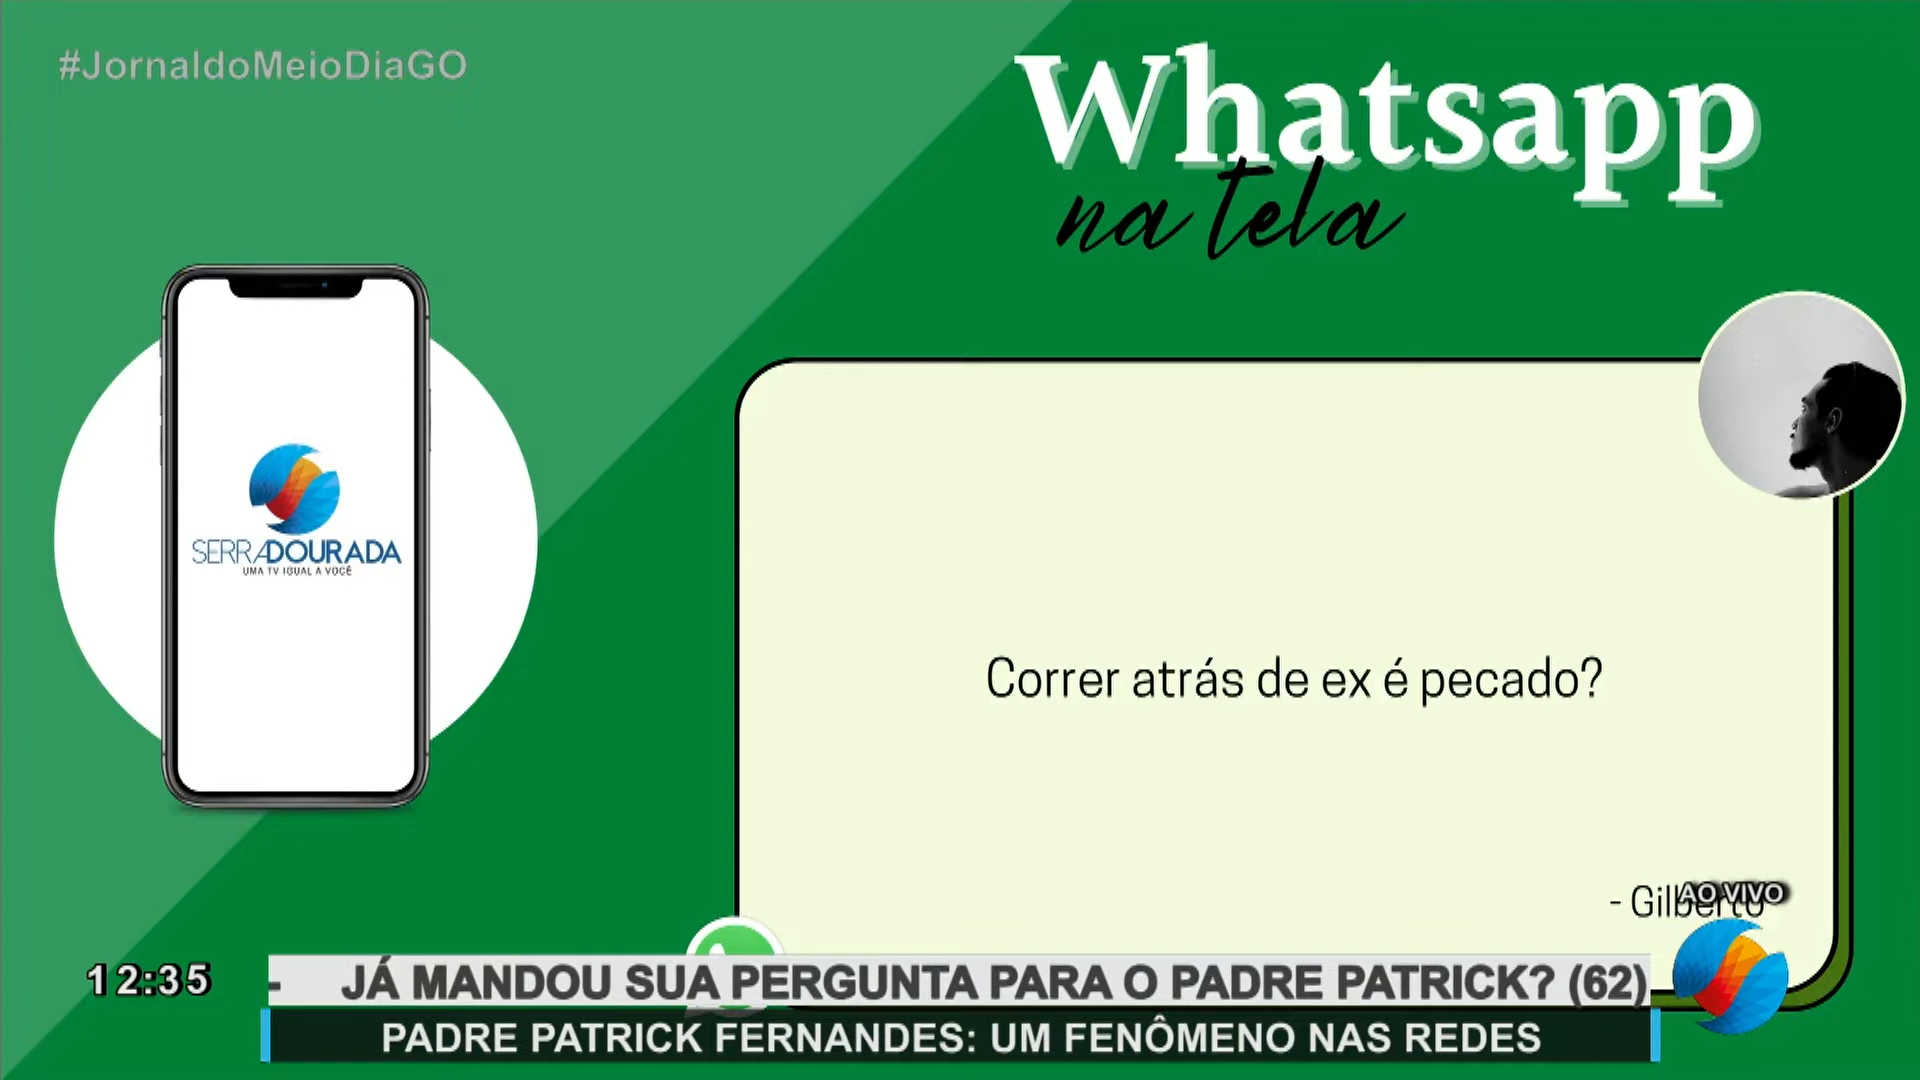 #JornaldoMeioDiaGO
Whatsapp
na tela
SERRADOURADA
UMA TV IGUAL A VOCÊ
Correr atrás de ex é pecado?
- Gilberto
AO VIVO
12:35
- JÁ MANDOU SUA PERGUNTA PARA O PADRE PATRICK? (62)
PADRE PATRICK FERNANDES: UM FENÔMENO NAS REDES